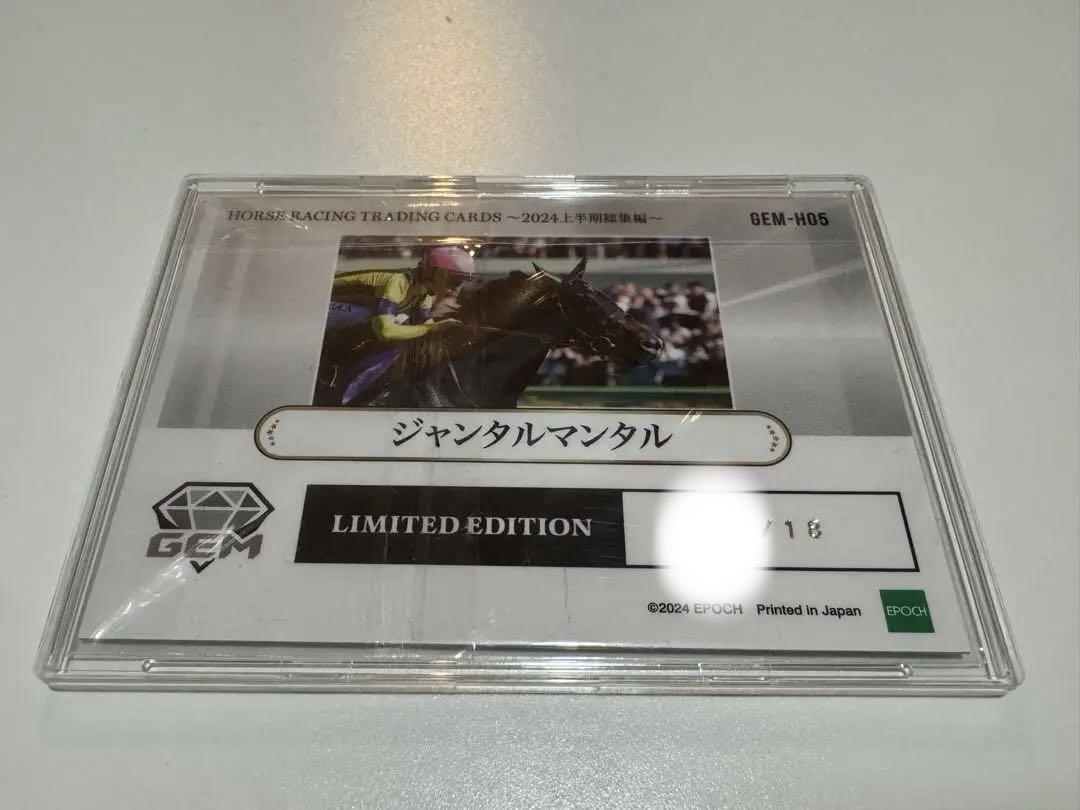 HORSE RACING TRADING CARDS ～2024上半期総集編～
GEM-H05
ジャンタルマンタル
GEM
LIMITED EDITION
/18
©2024 EPOCH Printed in Japan
EPOCH